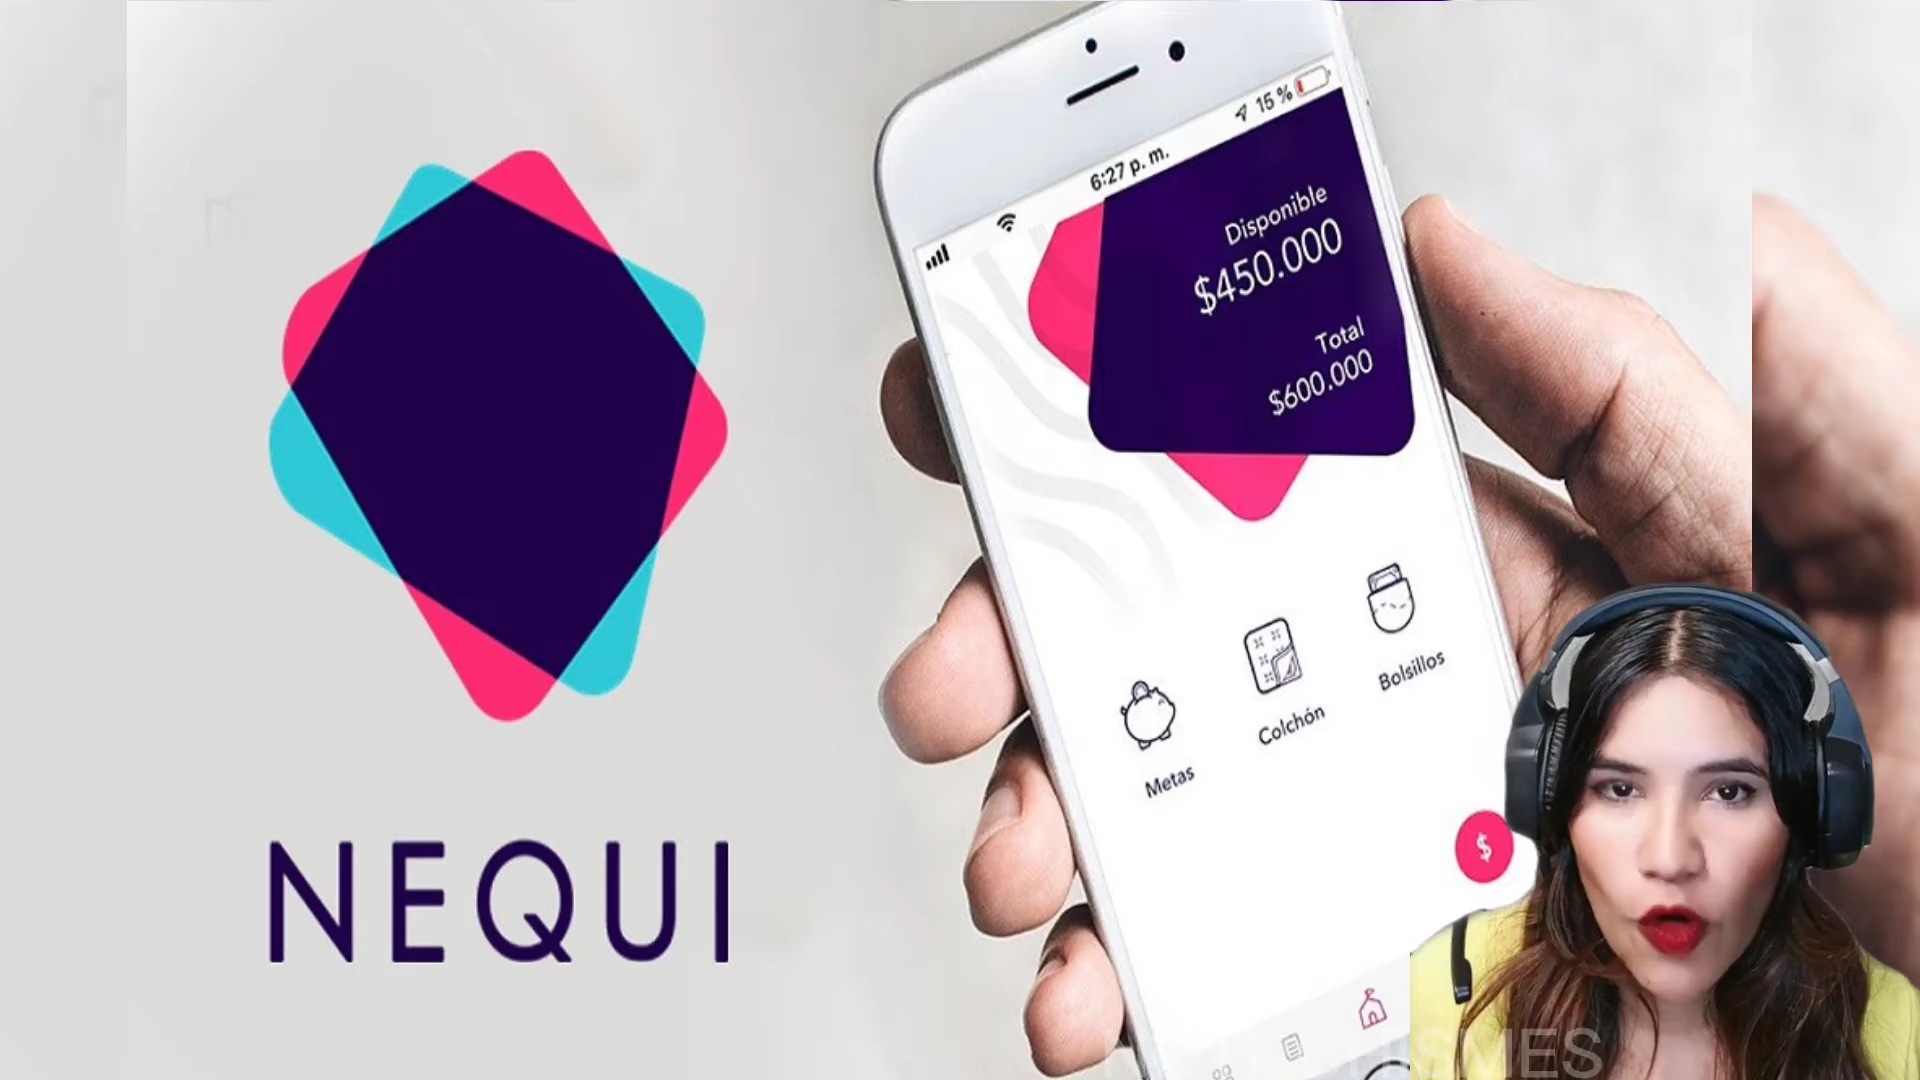 NEQUI
15 %
6:27 p. m.
Disponible
$450.000
Total
$600.000
Metas
Colchón
Bolsillos
$